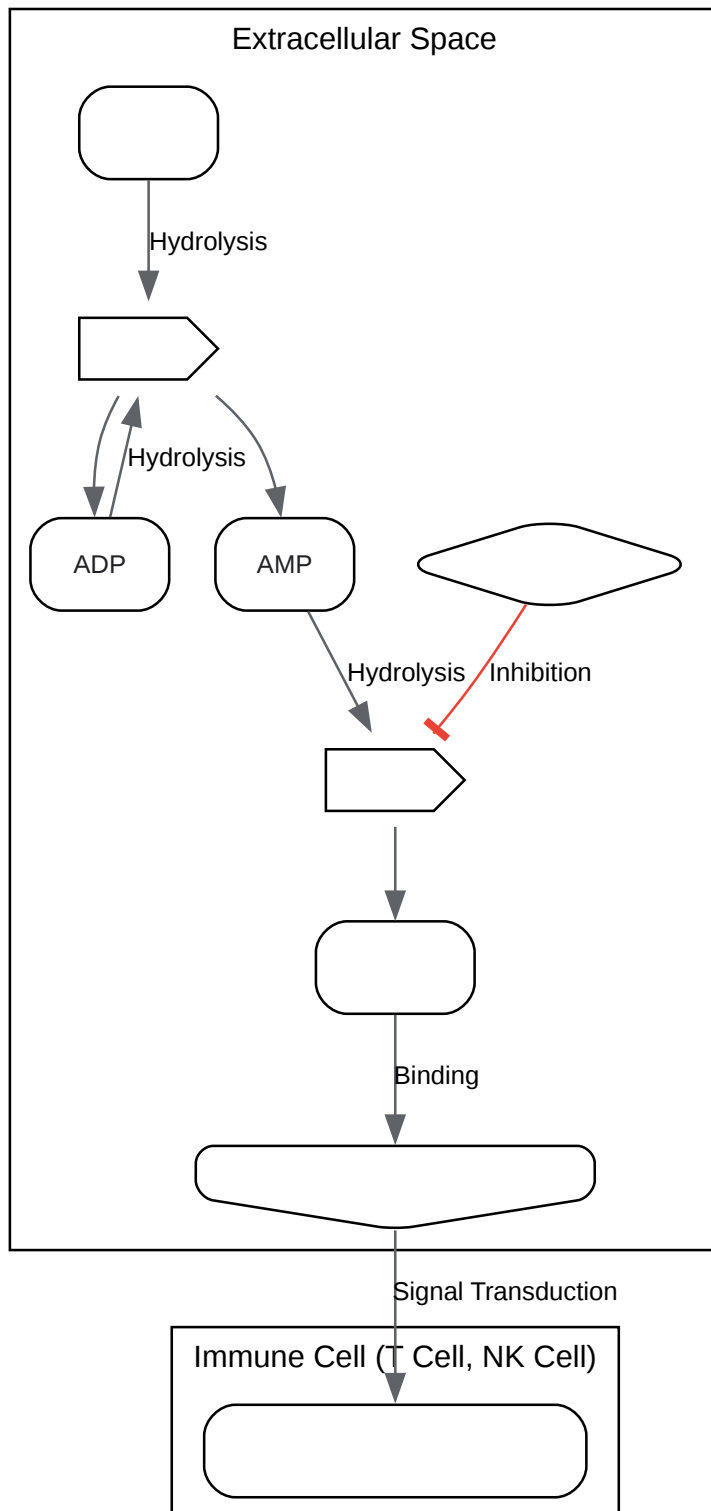 Extracellular Space
Hydrolysis
Hydrolysis
ADP
AMP
Hydrolysis
Inhibition
Binding
Signal Transduction
Immune Cell (T Cell, NK Cell)